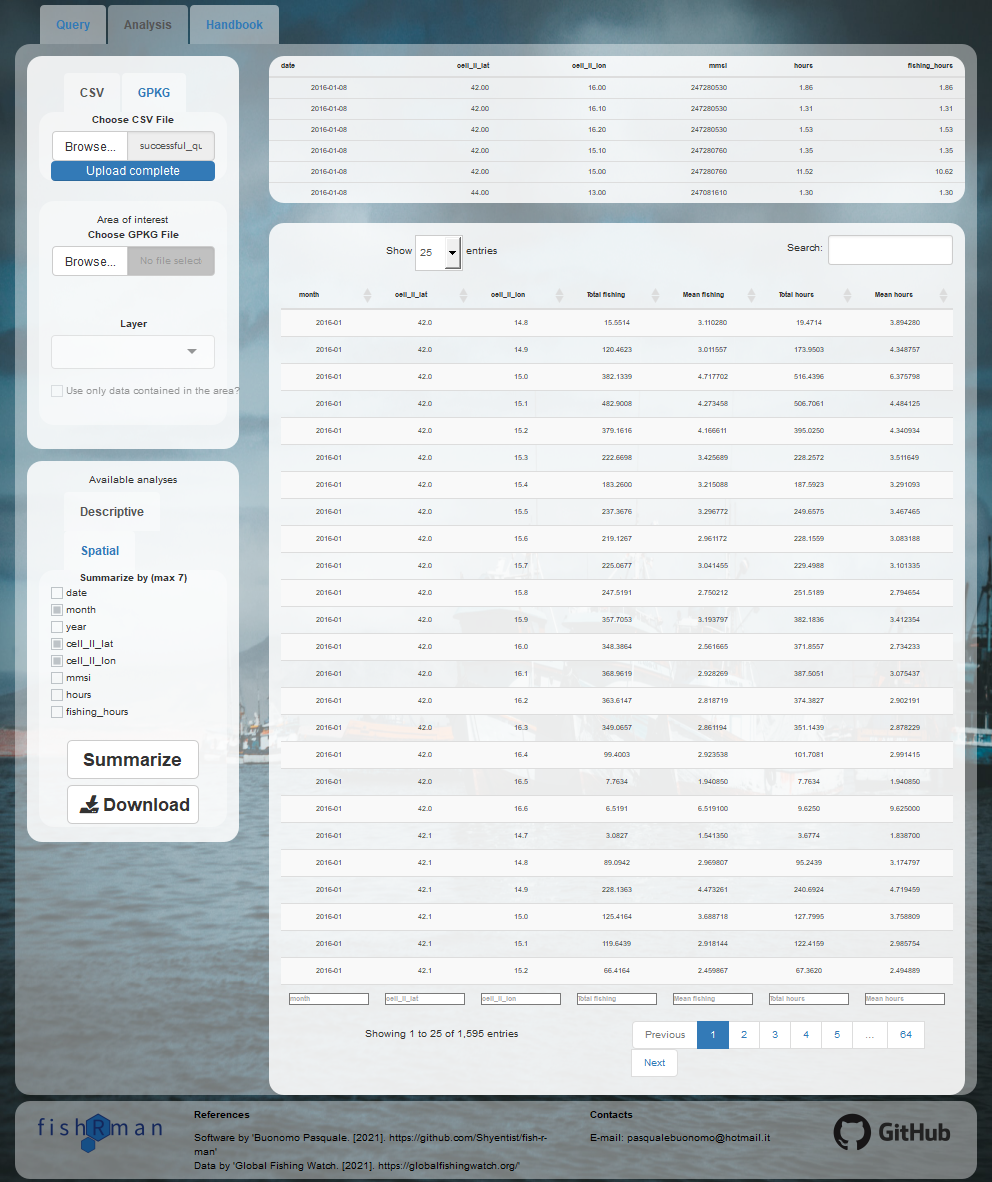 Query Analysis Handbook
CSV GPKG
Choose CSV File
Browse... successful_qu
Upload complete
Area of interest
Choose GPKG File
Browse... No file select
Layer
Use only data contained in the area?
Available analyses
Descriptive
Spatial
Summarize by (max 7)
date
month
year
cell_ll_lat
cell_ll_lon
mmsi
hours
fishing_hours
Summarize
Download
date cell_ll_lat cell_ll_lon mmsi hours fishing_hours
2016-01-08 42.00 16.00 247280530 1.86 1.86
2016-01-08 42.00 16.10 247280530 1.31 1.31
2016-01-08 42.00 16.20 247280530 1.53 1.53
2016-01-08 42.00 15.10 247280760 1.35 1.35
2016-01-08 42.00 15.00 247280760 11.52 10.62
2016-01-08 44.00 13.00 247081610 1.30 1.30
Show 25 entries Search:
month cell_ll_lat cell_ll_lon Total fishing Mean fishing Total hours Mean hours
2016-01 42.0 14.8 15.5514 3.110280 19.4714 3.894280
2016-01 42.0 14.9 120.4623 3.011557 173.9503 4.348757
2016-01 42.0 15.0 382.1339 4.717702 516.4396 6.375798
2016-01 42.0 15.1 482.9008 4.273458 506.7061 4.484125
2016-01 42.0 15.2 379.1616 4.166611 395.0250 4.340934
2016-01 42.0 15.3 222.6698 3.425689 228.2572 3.511649
2016-01 42.0 15.4 183.2600 3.215088 187.5923 3.291093
2016-01 42.0 15.5 237.3676 3.296772 249.6575 3.467465
2016-01 42.0 15.6 219.1267 2.961172 228.1559 3.083188
2016-01 42.0 15.7 225.0677 3.041455 229.4988 3.101335
2016-01 42.0 15.8 247.5191 2.750212 251.5189 2.794654
2016-01 42.0 15.9 357.7053 3.193797 382.1836 3.412354
2016-01 42.0 16.0 348.3864 2.561665 371.8557 2.734233
2016-01 42.0 16.1 368.9619 2.928269 387.5051 3.075437
2016-01 42.0 16.2 363.6147 2.818719 374.3827 2.902191
2016-01 42.0 16.3 349.0657 2.861194 351.1439 2.878229
2016-01 42.0 16.4 99.4003 2.923538 101.7081 2.991415
2016-01 42.0 16.5 7.7634 1.940850 7.7634 1.940850
2016-01 42.0 16.6 6.5191 6.519100 9.6250 9.625000
2016-01 42.1 14.7 3.0827 1.541350 3.6774 1.838700
2016-01 42.1 14.8 89.0942 2.969807 95.2439 3.174797
2016-01 42.1 14.9 228.1363 4.473261 240.6924 4.719459
2016-01 42.1 15.0 125.4164 3.688718 127.7995 3.758809
2016-01 42.1 15.1 119.6439 2.918144 122.4159 2.985754
2016-01 42.1 15.2 66.4164 2.459867 67.3620 2.494889
month cell_ll_lat cell_ll_lon Total fishing Mean fishing Total hours Mean hours
Showing 1 to 25 of 1,595 entries Previous 1 2 3 4 5 ... 64
Next
fishRman
References
Software by 'Buonomo Pasquale. [2021]. https://github.com/Shyentist/fish-r-
man'
Data by 'Global Fishing Watch. [2021]. https://globalfishingwatch.org/'
Contacts
E-mail: pasqualebuonomo@hotmail.it
GitHub